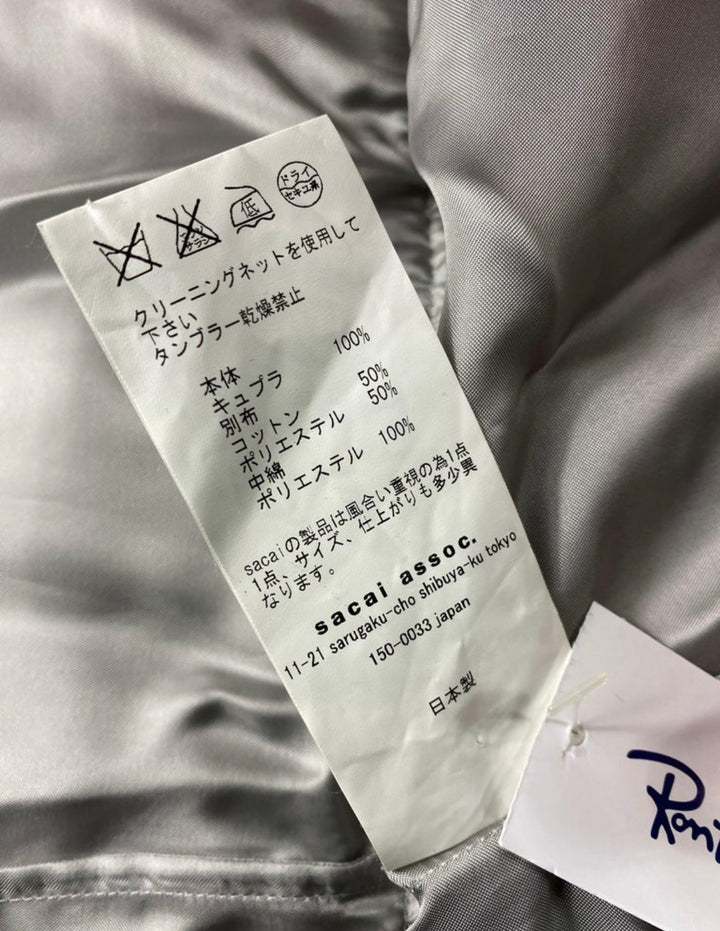 エンソ
サラシ
低
ドライ
セキユ系
クリーニングネットを使用して
下さい
タンブラー乾燥禁止
本体
キュプラ 100%
別布
コットン 50%
ポリエステル 50%
中綿
ポリエステル 100%
sacaiの製品は風合い重視の為1点
1点、サイズ、仕上がりも多少異
なります。
sacai assoc.
11-21 sarugaku-cho shibuya-ku tokyo
150-0033 japan
日本製